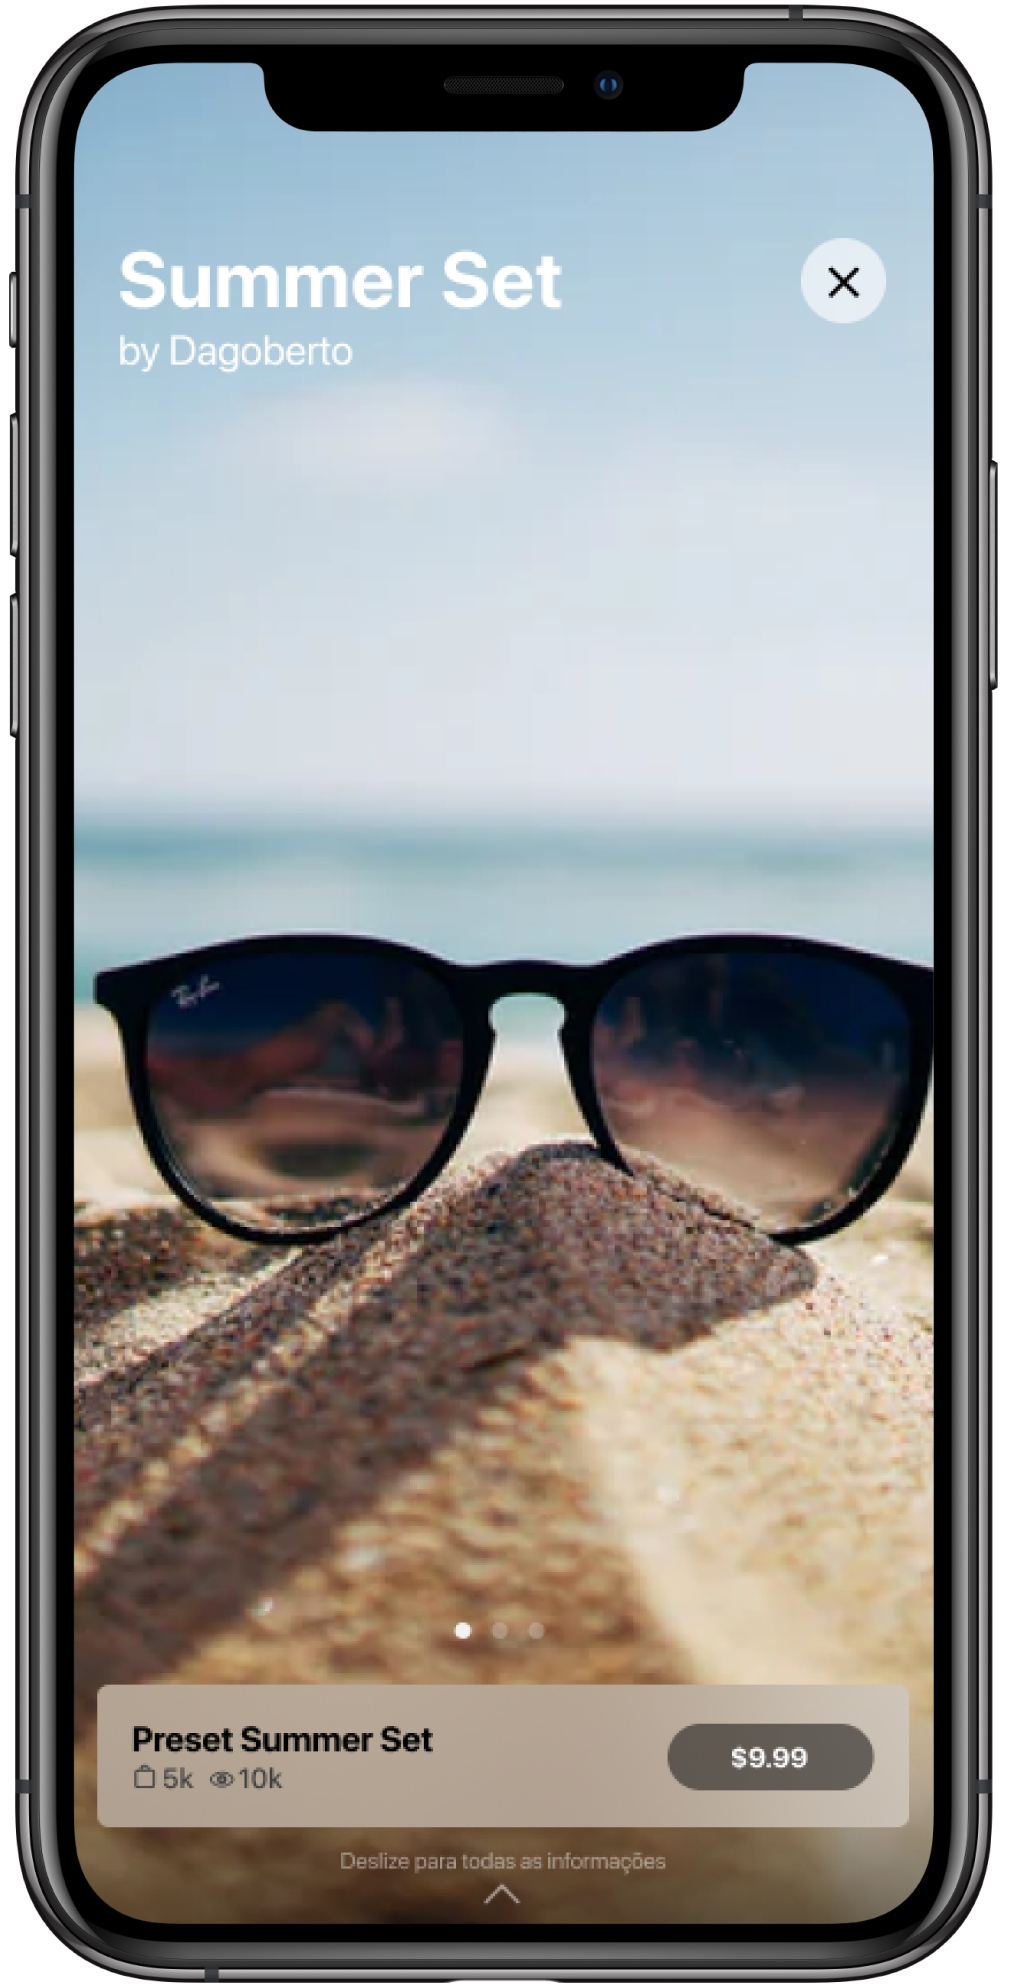 Summer Set
by Dagoberto
Ray-Ban
Preset Summer Set
5k 10k
$9.99
Deslize para todas as informações